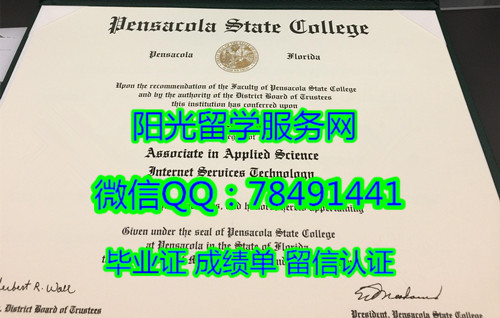 Pensacola State College
Pensacola Florida
Upon the recommendation of the Faculty of Pensacola State College
and by the authority of the District Board of Trustees
this institution has conferred upon
阳光留学服务网
Associate in Applied Science
Internet Services Technology
微信QQ：78491441
Given under the seal of Pensacola State College
at Pensacola in the State of Florida
毕业证 成绩单 留信认证
District Board of Trustees
President, Pensacola State College